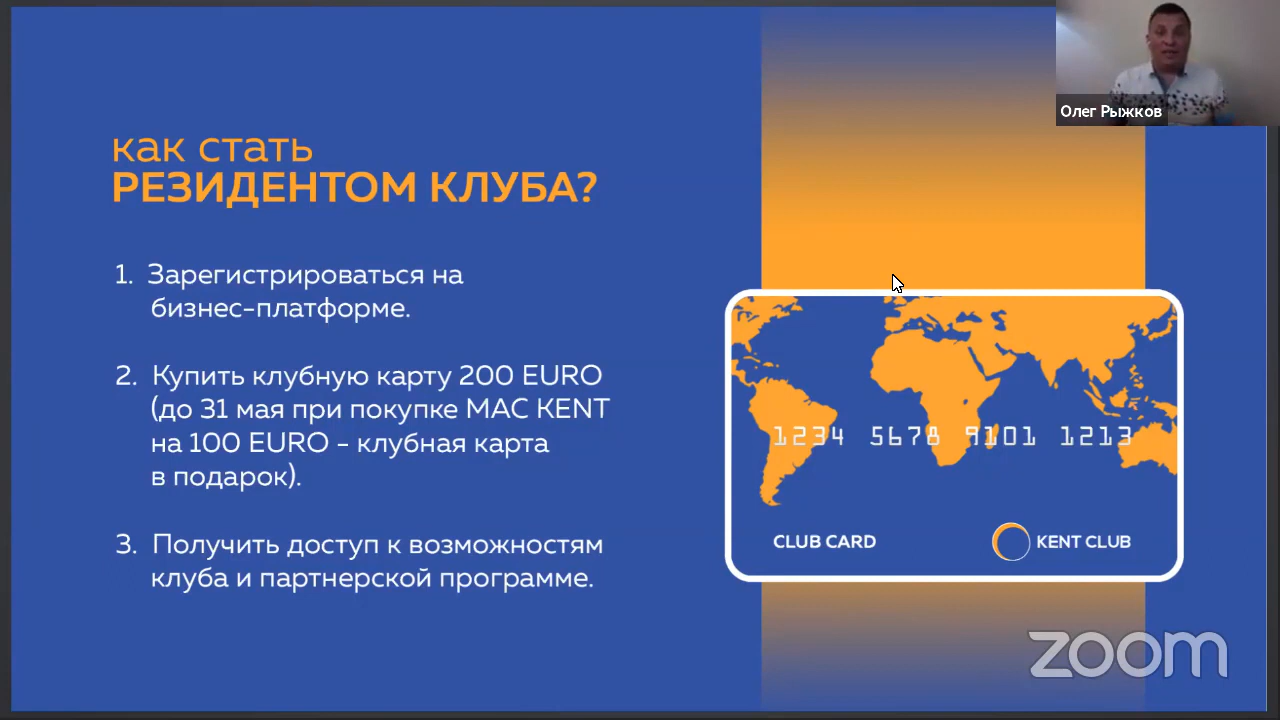 Олег Рыжков
как стать
РЕЗИДЕНТОМ КЛУБА?
1. Зарегистрироваться на
бизнес-платформе.
2. Купить клубную карту 200 EURO
(до 31 мая при покупке MAC KENT
на 100 EURO - клубная карта
в подарок).
3. Получить доступ к возможностям
клуба и партнерской программе.
1234 5678 9101 1213
CLUB CARD
KENT CLUB
zoom